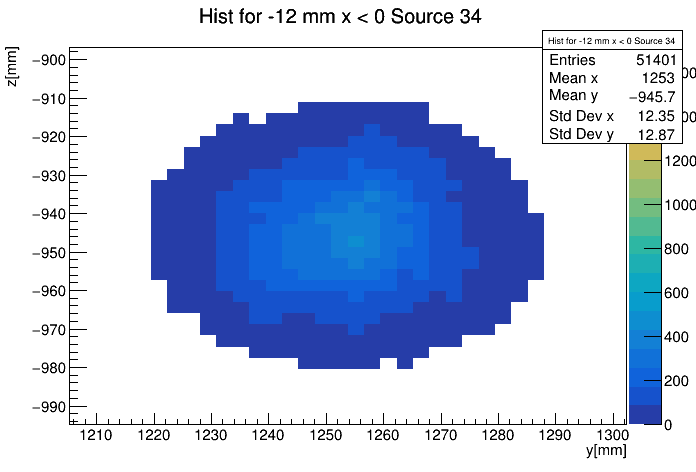 Hist for -12 mm x < 0 Source 34
z[mm]
Hist for -12 mm x < 0 Source 34
Entries 51401
Mean x 1253
Mean y −945.7
Std Dev x 12.35
Std Dev y 12.87
−900
−910
−920
−930
−940
−950
−960
−970
−980
−990
1200
1000
800
600
400
200
0
1210 1220 1230 1240 1250 1260 1270 1280 1290 1300
y[mm]